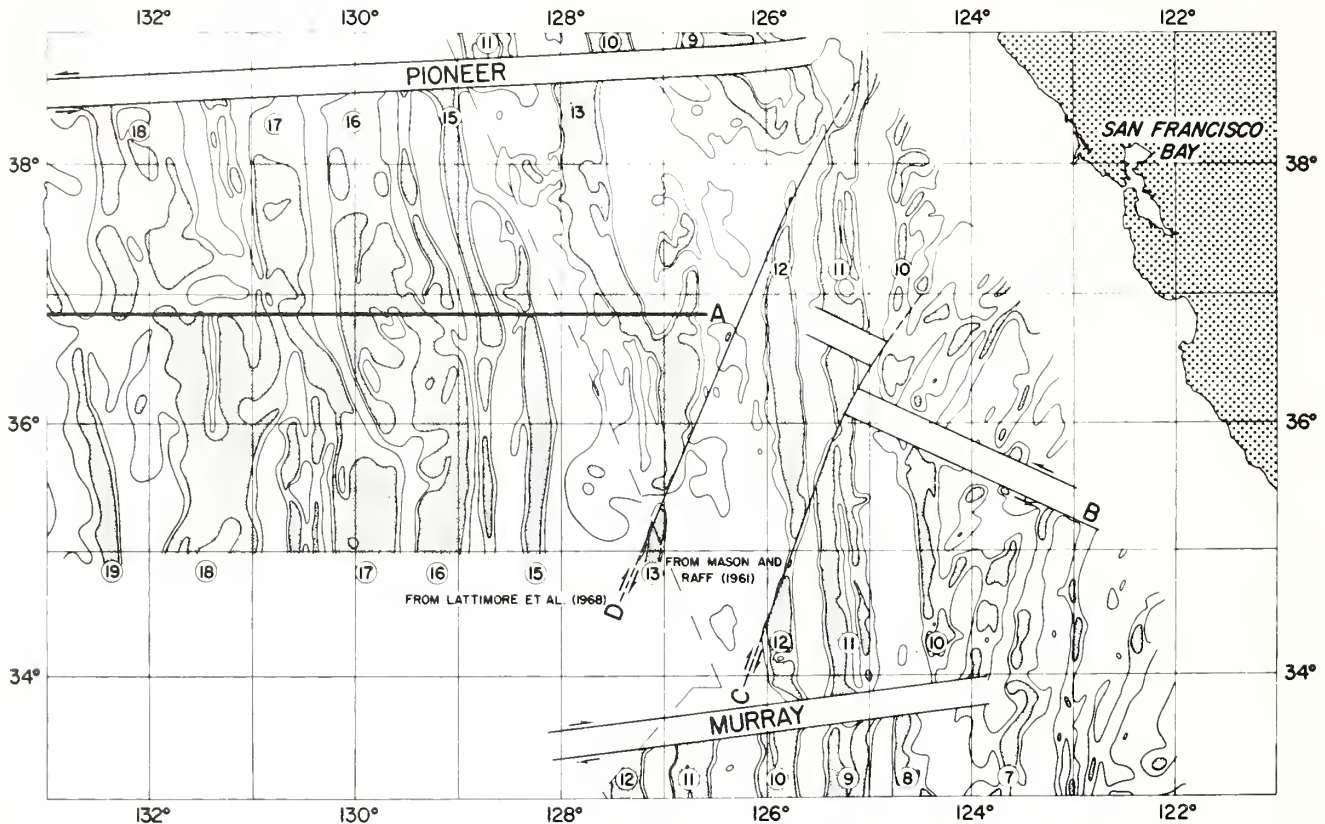 132° 130° 128° 126° 124° 122°
11 10 9
PIONEER
18 17 16 15 13
SAN FRANCISCO
BAY
38° 38°
12 11 10
A
36° 36°
B
19 18 17 16 15 13
FROM MASON AND
RAFF (1961)
FROM LATTIMORE ET AL. (1968)
D
12 11 10
34° 34°
C
MURRAY
12 11 10 9 8 7
132° 130° 128° 126° 124° 122°